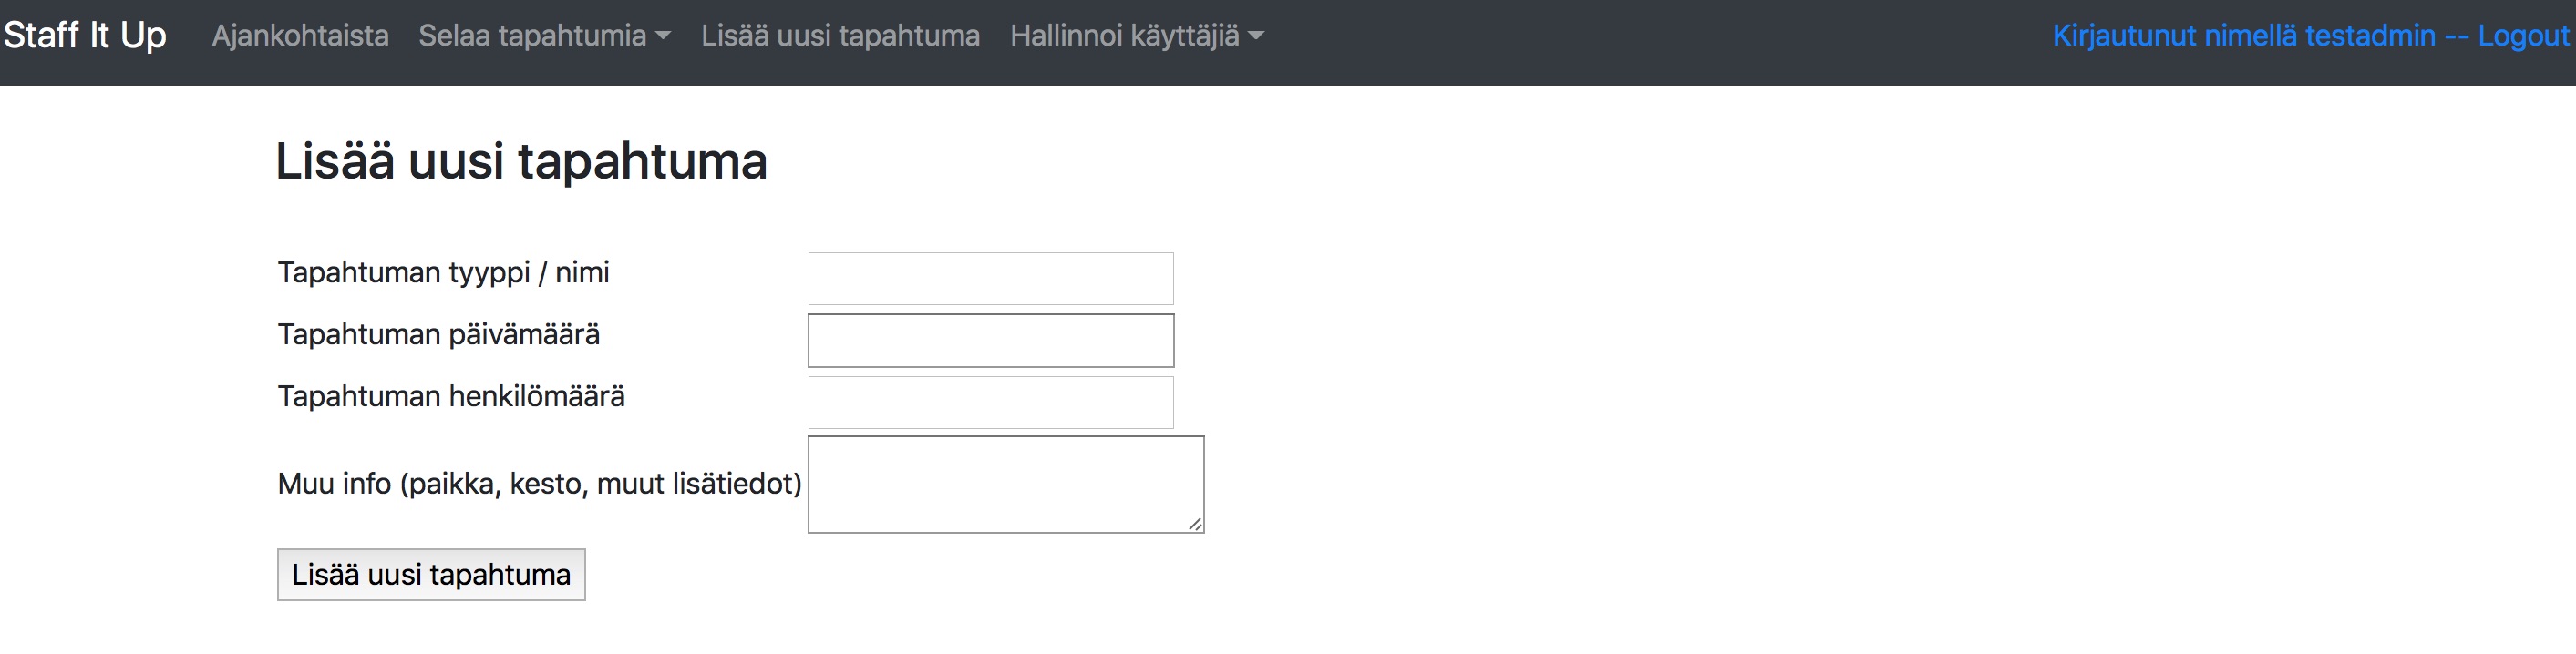 Staff It Up Ajankohtaista Selaa tapahtumia Lisää uusi tapahtuma Hallinnoi käyttäjiä Kirjautunut nimellä testadmin -- Logout
Lisää uusi tapahtuma
Tapahtuman tyyppi / nimi
Tapahtuman päivämäärä
Tapahtuman henkilömäärä
Muu info (paikka, kesto, muut lisätiedot)
Lisää uusi tapahtuma